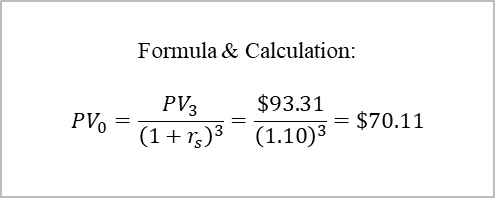 Formula & Calculation:
PV₀ = PV₃ / (1 + rₛ)³ = $93.31 / (1.10)³ = $70.11